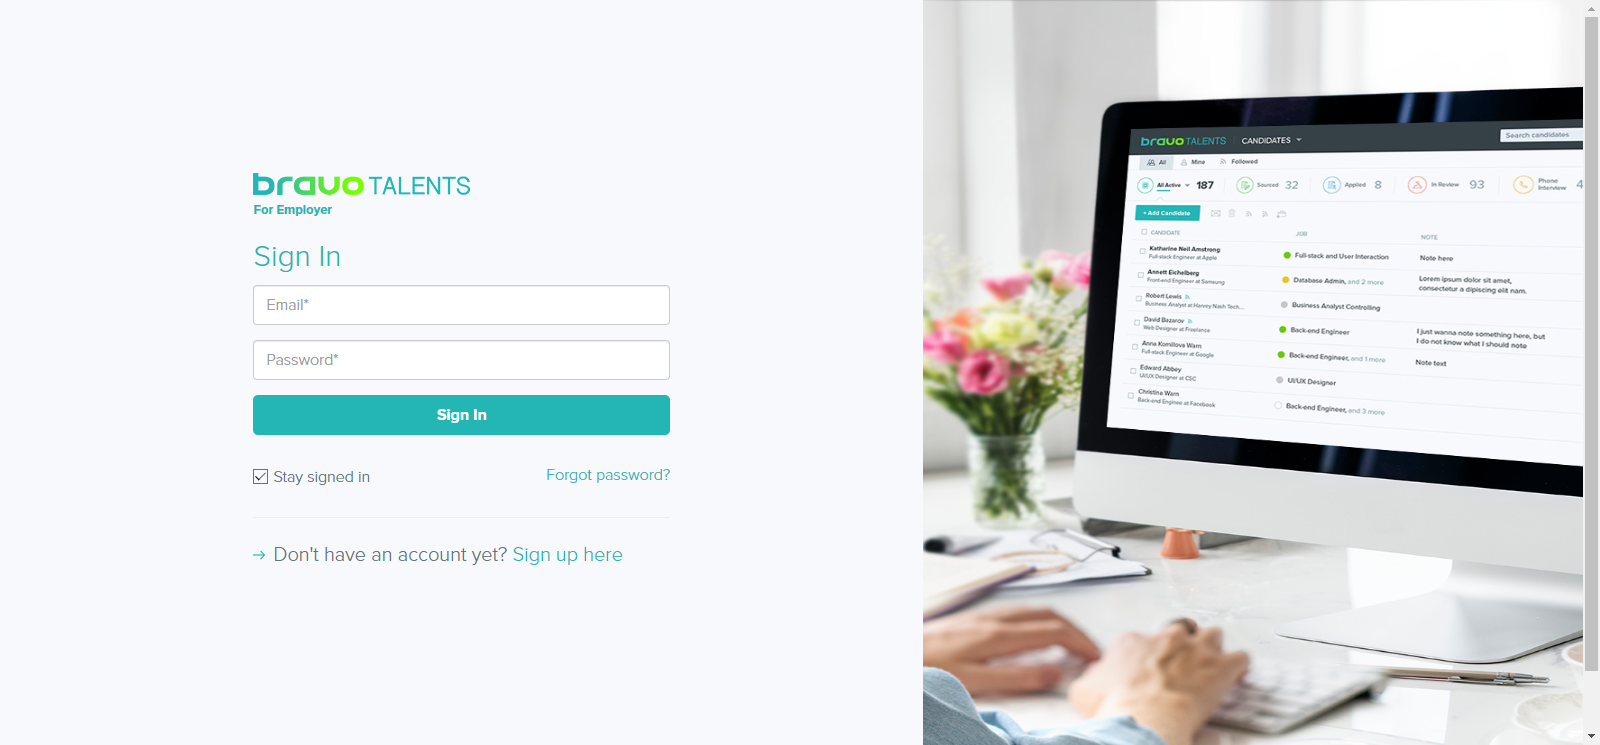 bravo TALENTS
For Employer
Sign In
Email*
Password*
Sign In
Stay signed in
Forgot password?
Don't have an account yet? Sign up here
bravo TALENTS CANDIDATES
Search candidates
All Mine Followed
All Active 187 Sourced 32 Applied 8 In Review 93 Phone Interview 4
+ Add Candidate
CANDIDATE JOB NOTE
Katharine Neil Amstrong
Full-stack Engineer at Apple
Full-stack and User Interaction
Note here
Annett Eichelberg
Front-end Engineer at Samsung
Database Admin, and 2 more
Lorem ipsum dolor sit amet,
consectetur a dipiscing elit nam.
Robert Lewis
Business Analyst at Harvey Nash Tech...
Business Analyst Controlling
David Bazarov
Web Designer at Freelance
Back-end Engineer
I just wanna note something here, but
I do not know what I should note
Anna Kornilova Warn
Full-stack Engineer at Google
Back-end Engineer, and 1 more
Note text
Edward Abbey
UI/UX Designer at CSC
UI/UX Designer
Christina Warn
Back-end Enginee at Facebook
Back-end Engineer, and 3 more